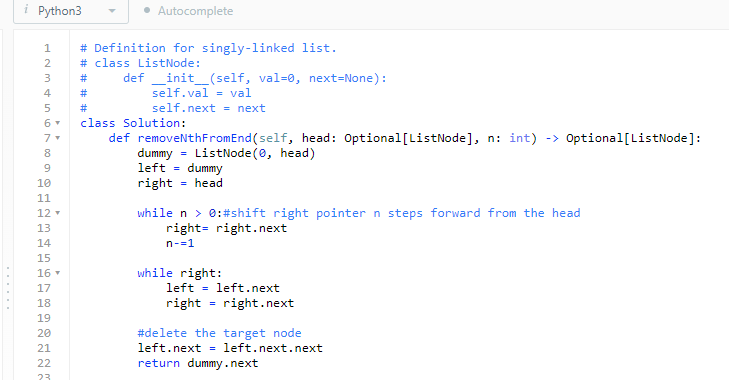 i Python3 Autocomplete
1 # Definition for singly-linked list.
2 # class ListNode:
3 #     def __init__(self, val=0, next=None):
4 #         self.val = val
5 #         self.next = next
6 class Solution:
7     def removeNthFromEnd(self, head: Optional[ListNode], n: int) -> Optional[ListNode]:
8         dummy = ListNode(0, head)
9         left = dummy
10         right = head
11
12         while n > 0:#shift right pointer n steps forward from the head
13             right= right.next
14             n-=1
15
16         while right:
17             left = left.next
18             right = right.next
19
20         #delete the target node
21         left.next = left.next.next
22         return dummy.next
23